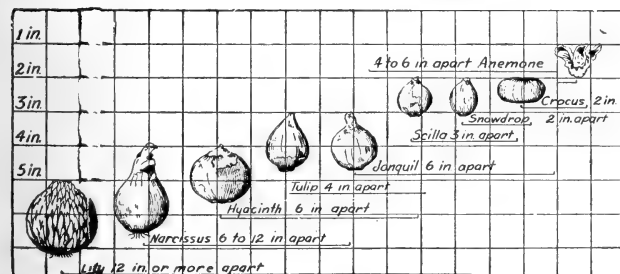 1 in.
2 in.
3 in.
4 in.
5 in.
4 to 6 in apart Anemone
Crocus, 2 in.
Snowdrop, 2 in. apart
Scilla 3 in. apart
Jonquil 6 in apart
Tulip 4 in apart
Hyacinth 6 in apart
Narcissus 6 to 12 in apart
Lily 12 in. or more apart